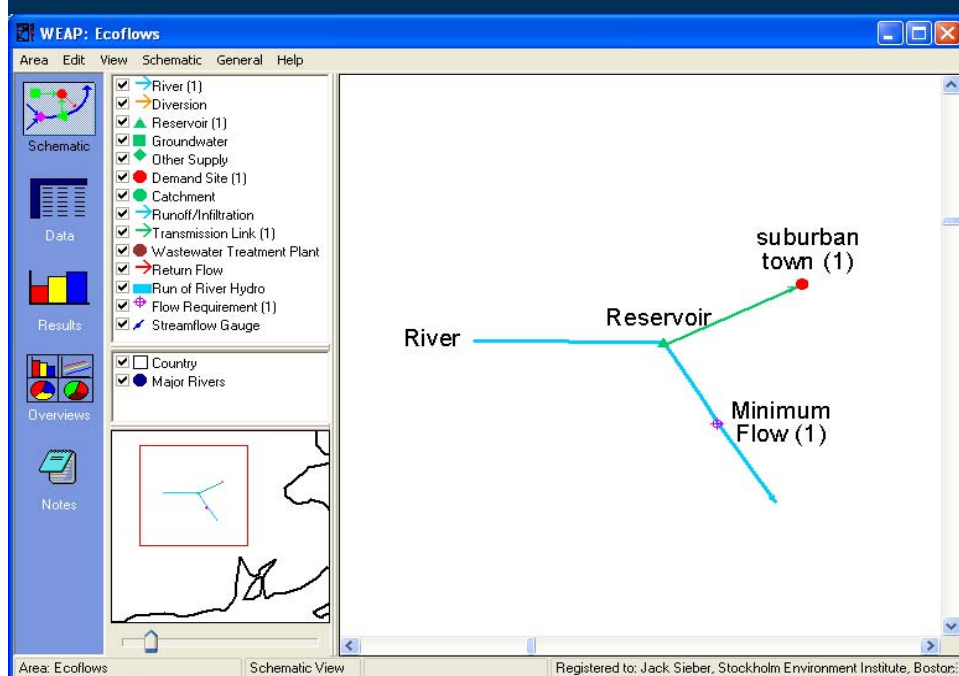 WEAP: Ecoflows
Area Edit View Schematic General Help
Schematic
Data
Results
Overviews
Notes
River (1)
Diversion
Reservoir (1)
Groundwater
Other Supply
Demand Site (1)
Catchment
Runoff/Infiltration
Transmission Link (1)
Wastewater Treatment Plant
Return Flow
Run of River Hydro
Flow Requirement (1)
Streamflow Gauge
Country
Major Rivers
suburban
town (1)
Reservoir
River
Minimum
Flow (1)
Area: Ecoflows
Schematic View
Registered to: Jack Sieber, Stockholm Environment Institute, Boston